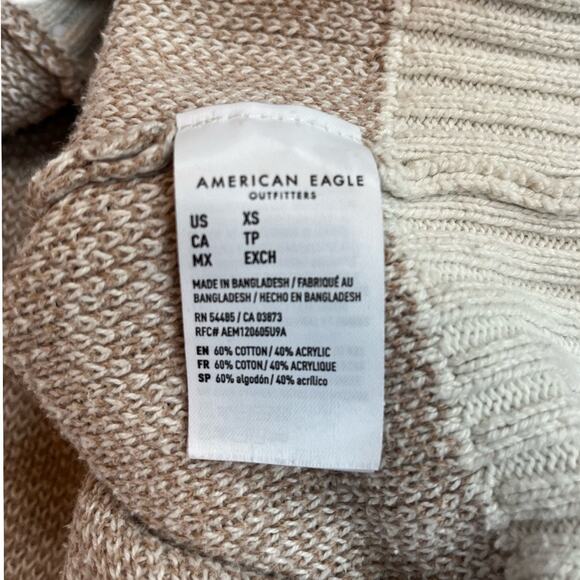 AMERICAN EAGLE
OUTFITTERS
US XS
CA TP
MX EXCH
MADE IN BANGLADESH / FABRIQUÉ AU
BANGLADESH / HECHO EN BANGLADESH
RN 54485 / CA 03873
RFC# AEM120605U9A
EN 60% COTTON / 40% ACRYLIC
FR 60% COTON / 40% ACRYLIQUE
SP 60% algodón / 40% acrílico